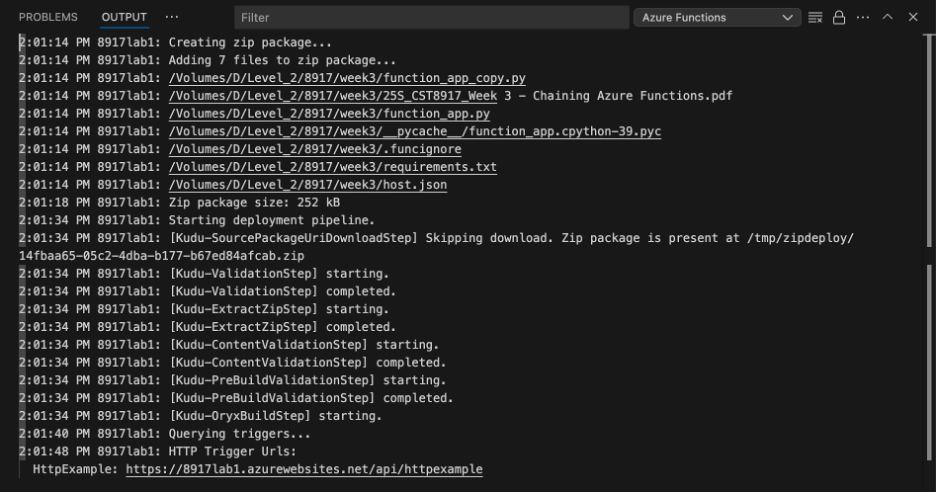 PROBLEMS OUTPUT ··· Filter Azure Functions
2:01:14 PM 8917lab1: Creating zip package...
2:01:14 PM 8917lab1: Adding 7 files to zip package...
2:01:14 PM 8917lab1: /Volumes/D/Level_2/8917/week3/function_app_copy.py
2:01:14 PM 8917lab1: /Volumes/D/Level_2/8917/week3/25S_CST8917_Week 3 - Chaining Azure Functions.pdf
2:01:14 PM 8917lab1: /Volumes/D/Level_2/8917/week3/function_app.py
2:01:14 PM 8917lab1: /Volumes/D/Level_2/8917/week3/__pycache__/function_app.cpython-39.pyc
2:01:14 PM 8917lab1: /Volumes/D/Level_2/8917/week3/.funcignore
2:01:14 PM 8917lab1: /Volumes/D/Level_2/8917/week3/requirements.txt
2:01:14 PM 8917lab1: /Volumes/D/Level_2/8917/week3/host.json
2:01:18 PM 8917lab1: Zip package size: 252 kB
2:01:34 PM 8917lab1: Starting deployment pipeline.
2:01:34 PM 8917lab1: [Kudu-SourcePackageUriDownloadStep] Skipping download. Zip package is present at /tmp/zipdeploy/
14fbaa65-05c2-4dba-b177-b67ed84afcab.zip
2:01:34 PM 8917lab1: [Kudu-ValidationStep] starting.
2:01:34 PM 8917lab1: [Kudu-ValidationStep] completed.
2:01:34 PM 8917lab1: [Kudu-ExtractZipStep] starting.
2:01:34 PM 8917lab1: [Kudu-ExtractZipStep] completed.
2:01:34 PM 8917lab1: [Kudu-ContentValidationStep] starting.
2:01:34 PM 8917lab1: [Kudu-ContentValidationStep] completed.
2:01:34 PM 8917lab1: [Kudu-PreBuildValidationStep] starting.
2:01:34 PM 8917lab1: [Kudu-PreBuildValidationStep] completed.
2:01:34 PM 8917lab1: [Kudu-OryxBuildStep] starting.
2:01:40 PM 8917lab1: Querying triggers...
2:01:48 PM 8917lab1: HTTP Trigger Urls:
HttpExample: https://8917lab1.azurewebsites.net/api/httpexample